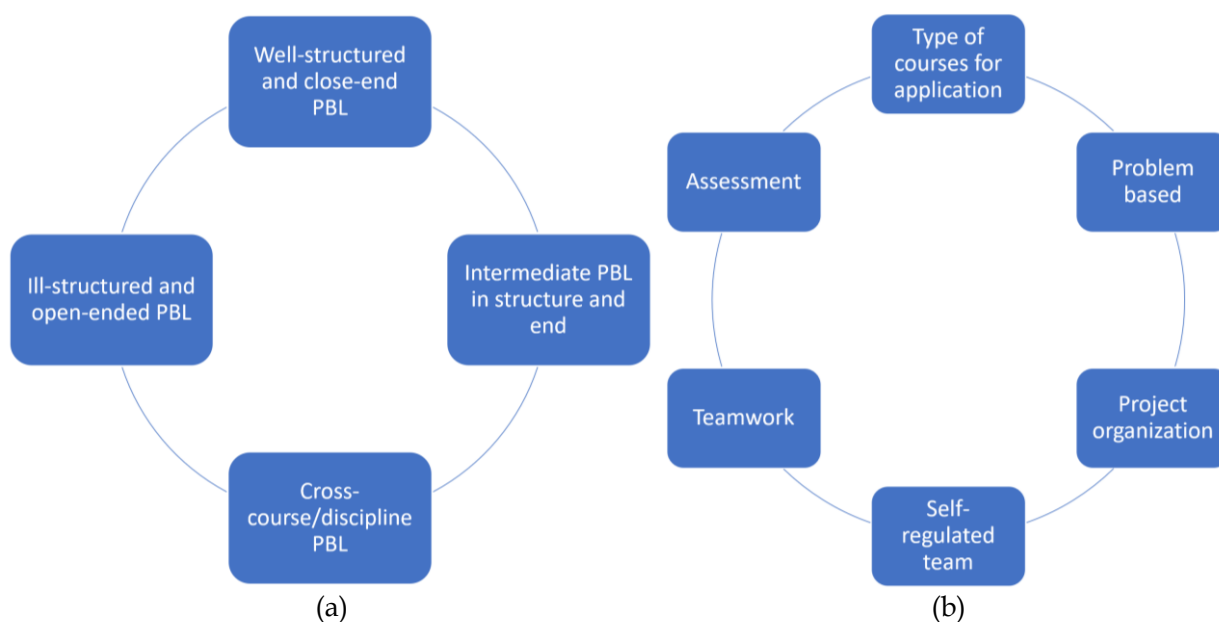 Well-structured
and close-end
PBL
Intermediate PBL
in structure and
end
Cross-
course/discipline
PBL
Ill-structured and
open-ended PBL
(a)
Type of
courses for
application
Problem
based
Project
organization
Self-
regulated
team
Teamwork
Assessment
(b)